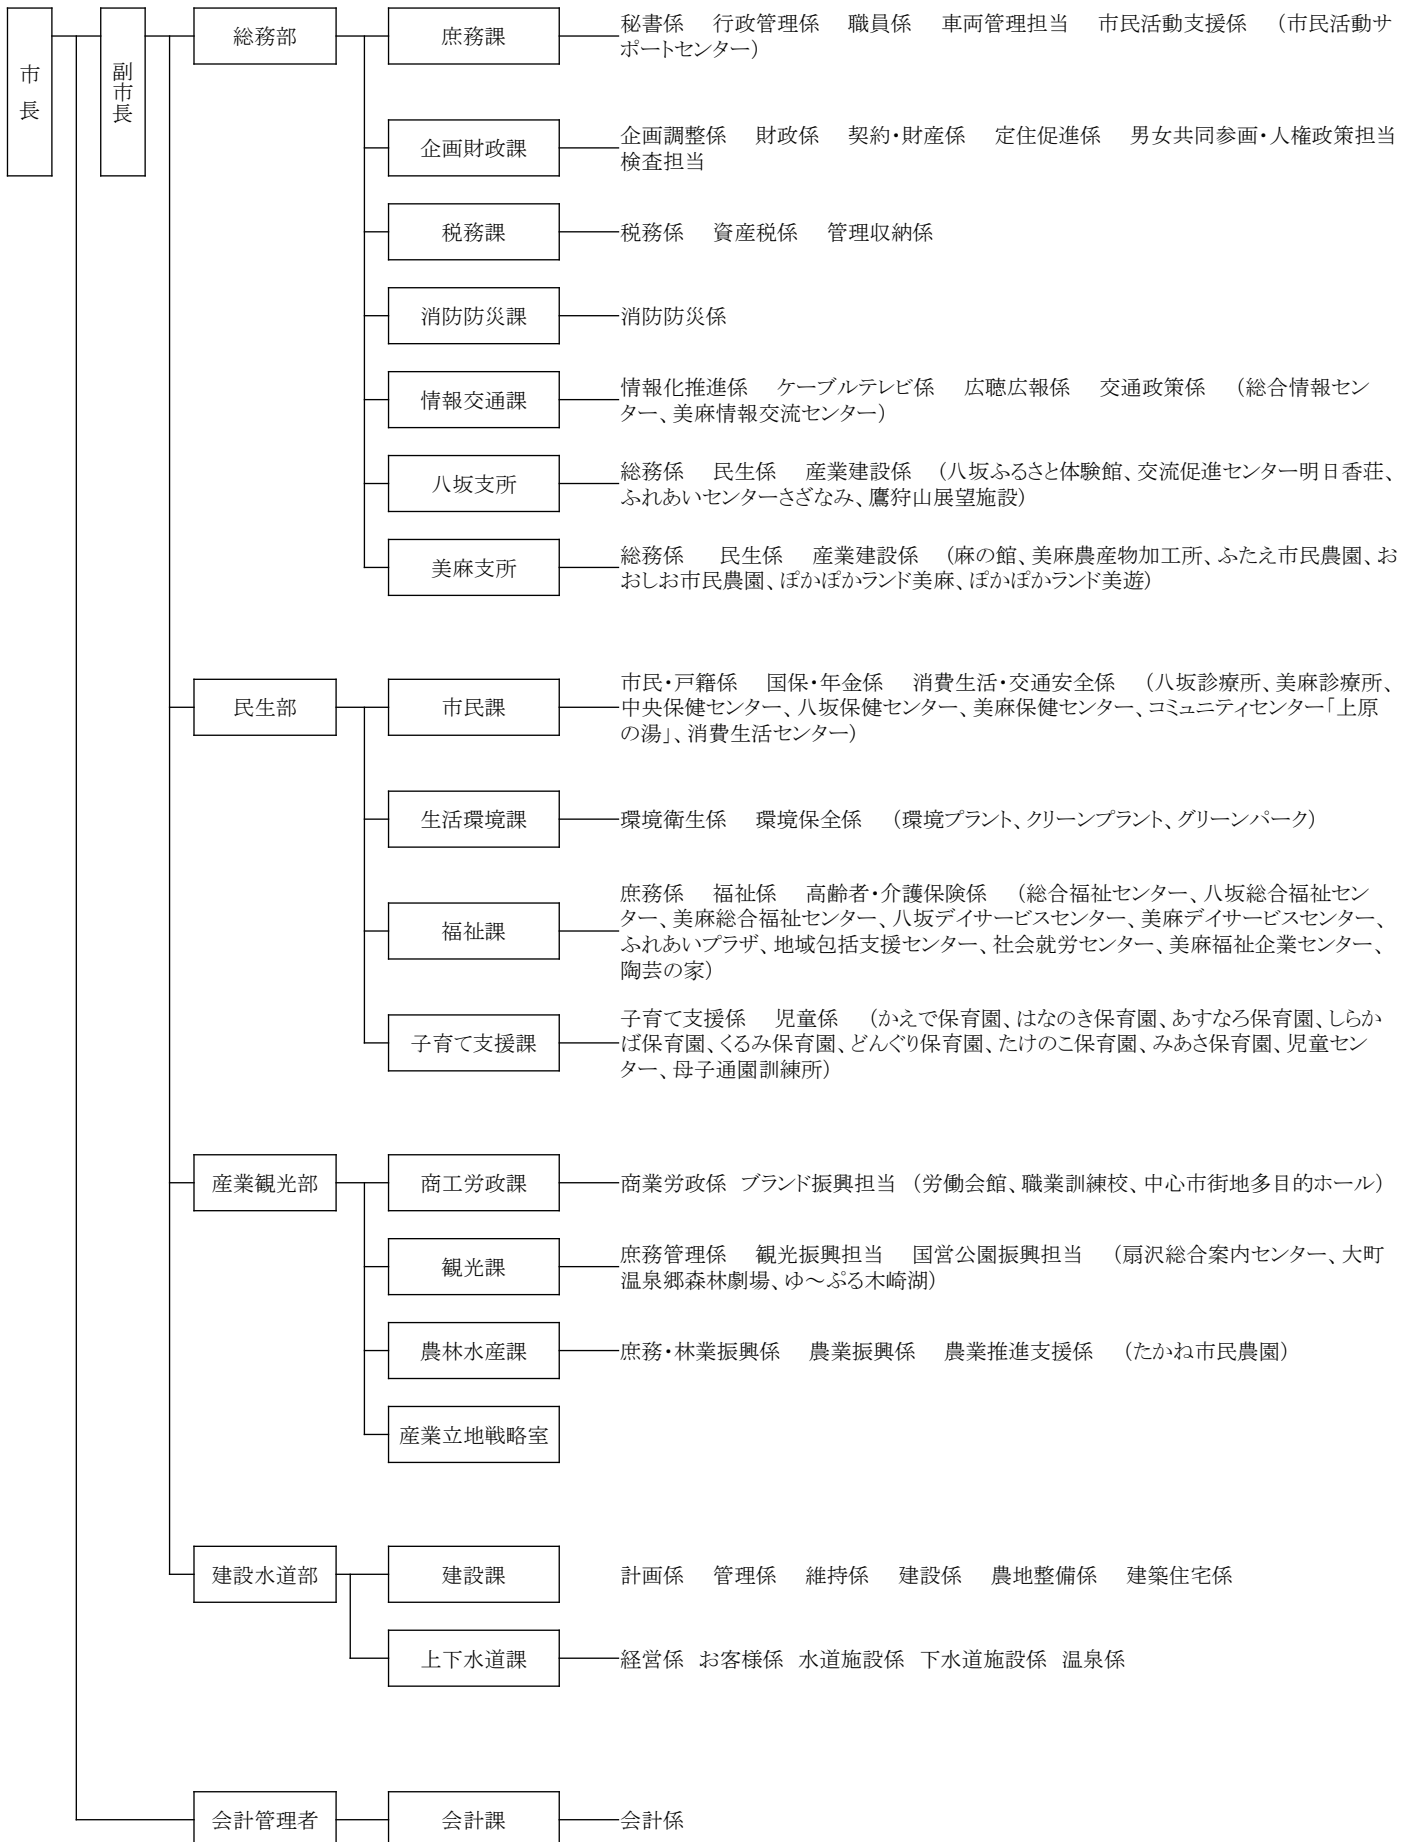 市長
副市長
総務部
庶務課
秘書係 行政管理係 職員係 車両管理担当 市民活動支援係 （市民活動サ
ポートセンター）
企画財政課
企画調整係 財政係 契約・財産係 定住促進係 男女共同参画・人権政策担当
検査担当
税務課
税務係 資産税係 管理収納係
消防防災課
消防防災係
情報交通課
情報化推進係 ケーブルテレビ係 広聴広報係 交通政策係 （総合情報セン
ター、美麻情報交流センター）
八坂支所
総務係 民生係 産業建設係 （八坂ふるさと体験館、交流促進センター明日香荘、
ふれあいセンターさざなみ、鷹狩山展望施設）
美麻支所
総務係 民生係 産業建設係 （麻の館、美麻農産物加工所、ふたえ市民農園、お
おしお市民農園、ぽかぽかランド美麻、ぽかぽかランド美遊）
民生部
市民課
市民・戸籍係 国保・年金係 消費生活・交通安全係 （八坂診療所、美麻診療所、
中央保健センター、八坂保健センター、美麻保健センター、コミュニティセンター「上原
の湯」、消費生活センター）
生活環境課
環境衛生係 環境保全係 （環境プラント、クリーンプラント、グリーンパーク）
福祉課
庶務係 福祉係 高齢者・介護保険係 （総合福祉センター、八坂総合福祉セン
ター、美麻総合福祉センター、八坂デイサービスセンター、美麻デイサービスセンター、
ふれあいプラザ、地域包括支援センター、社会就労センター、美麻福祉企業センター、
陶芸の家）
子育て支援課
子育て支援係 児童係 （かえで保育園、はなのき保育園、あすなろ保育園、しらか
ば保育園、くるみ保育園、どんぐり保育園、たけのこ保育園、みあさ保育園、児童セン
ター、母子通園訓練所）
産業観光部
商工労政課
商業労政係 ブランド振興担当 （労働会館、職業訓練校、中心市街地多目的ホール）
観光課
庶務管理係 観光振興担当 国営公園振興担当 （扇沢総合案内センター、大町
温泉郷森林劇場、ゆ～ぷる木崎湖）
農林水産課
庶務・林業振興係 農業振興係 農業推進支援係 （たかね市民農園）
産業立地戦略室
建設水道部
建設課
計画係 管理係 維持係 建設係 農地整備係 建築住宅係
上下水道課
経営係 お客様係 水道施設係 下水道施設係 温泉係
会計管理者
会計課
会計係